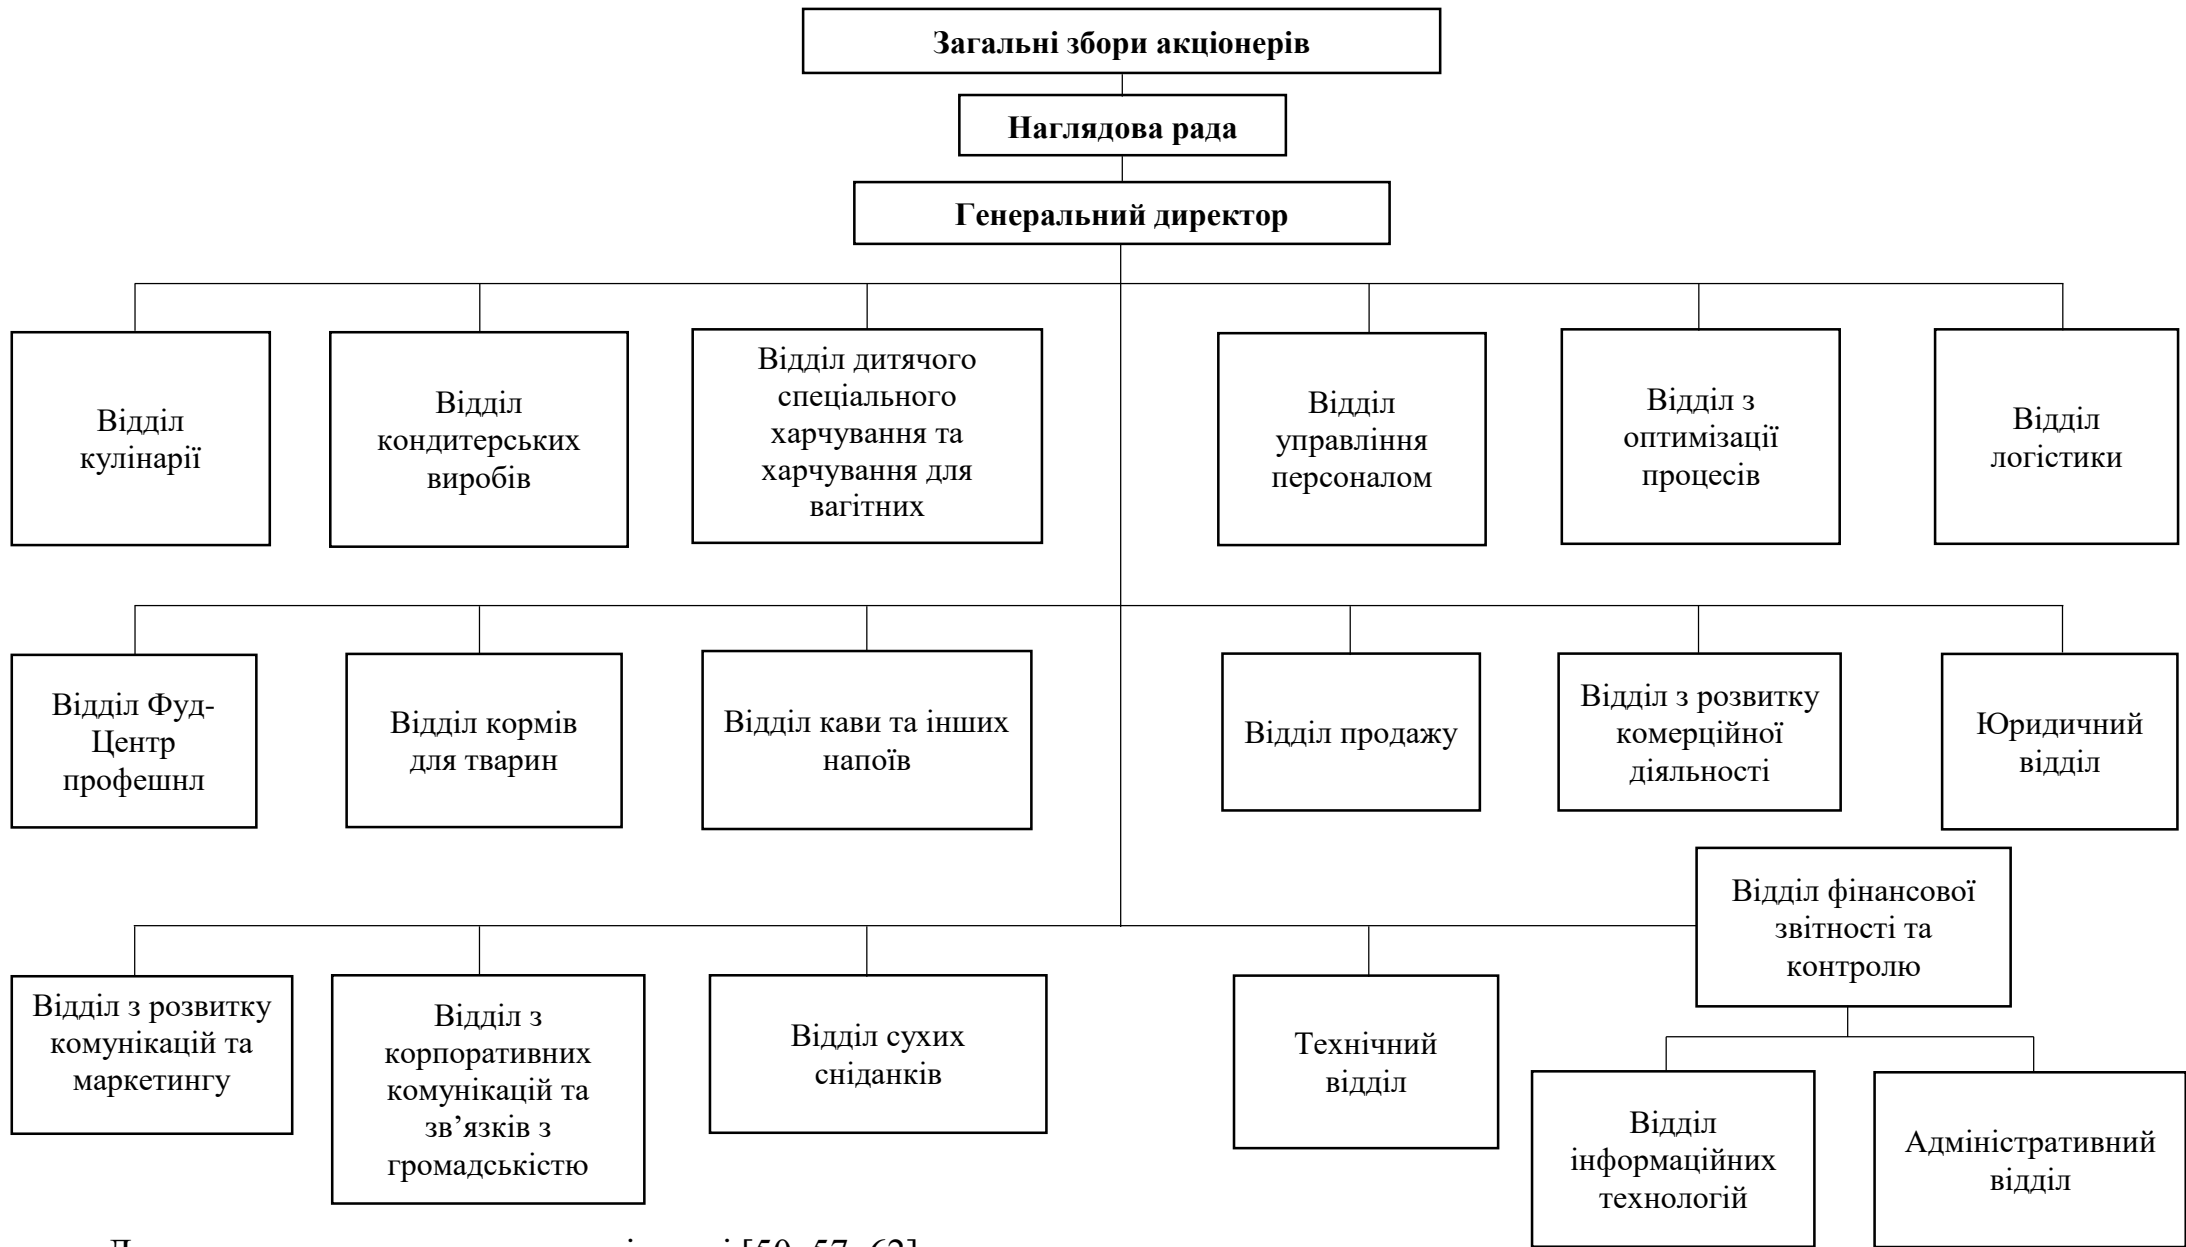 Загальні збори акціонерів
Наглядова рада
Генеральний директор
Відділ
кулінарії
Відділ
кондитерських
виробів
Відділ дитячого
спеціального
харчування та
харчування для
вагітних
Відділ
управління
персоналом
Відділ з
оптимізації
процесів
Відділ
логістики
Відділ Фуд-
Центр
профешнл
Відділ кормів
для тварин
Відділ кави та інших
напоїв
Відділ продажу
Відділ з розвитку
комерційної
діяльності
Юридичний
відділ
Відділ фінансової
звітності та
контролю
Відділ з розвитку
комунікацій та
маркетингу
Відділ з
корпоративних
комунікацій та
зв’язків з
громадськістю
Відділ сухих
сніданків
Технічний
відділ
Відділ
інформаційних
технологій
Адміністративний
відділ
[50, 57, 62]